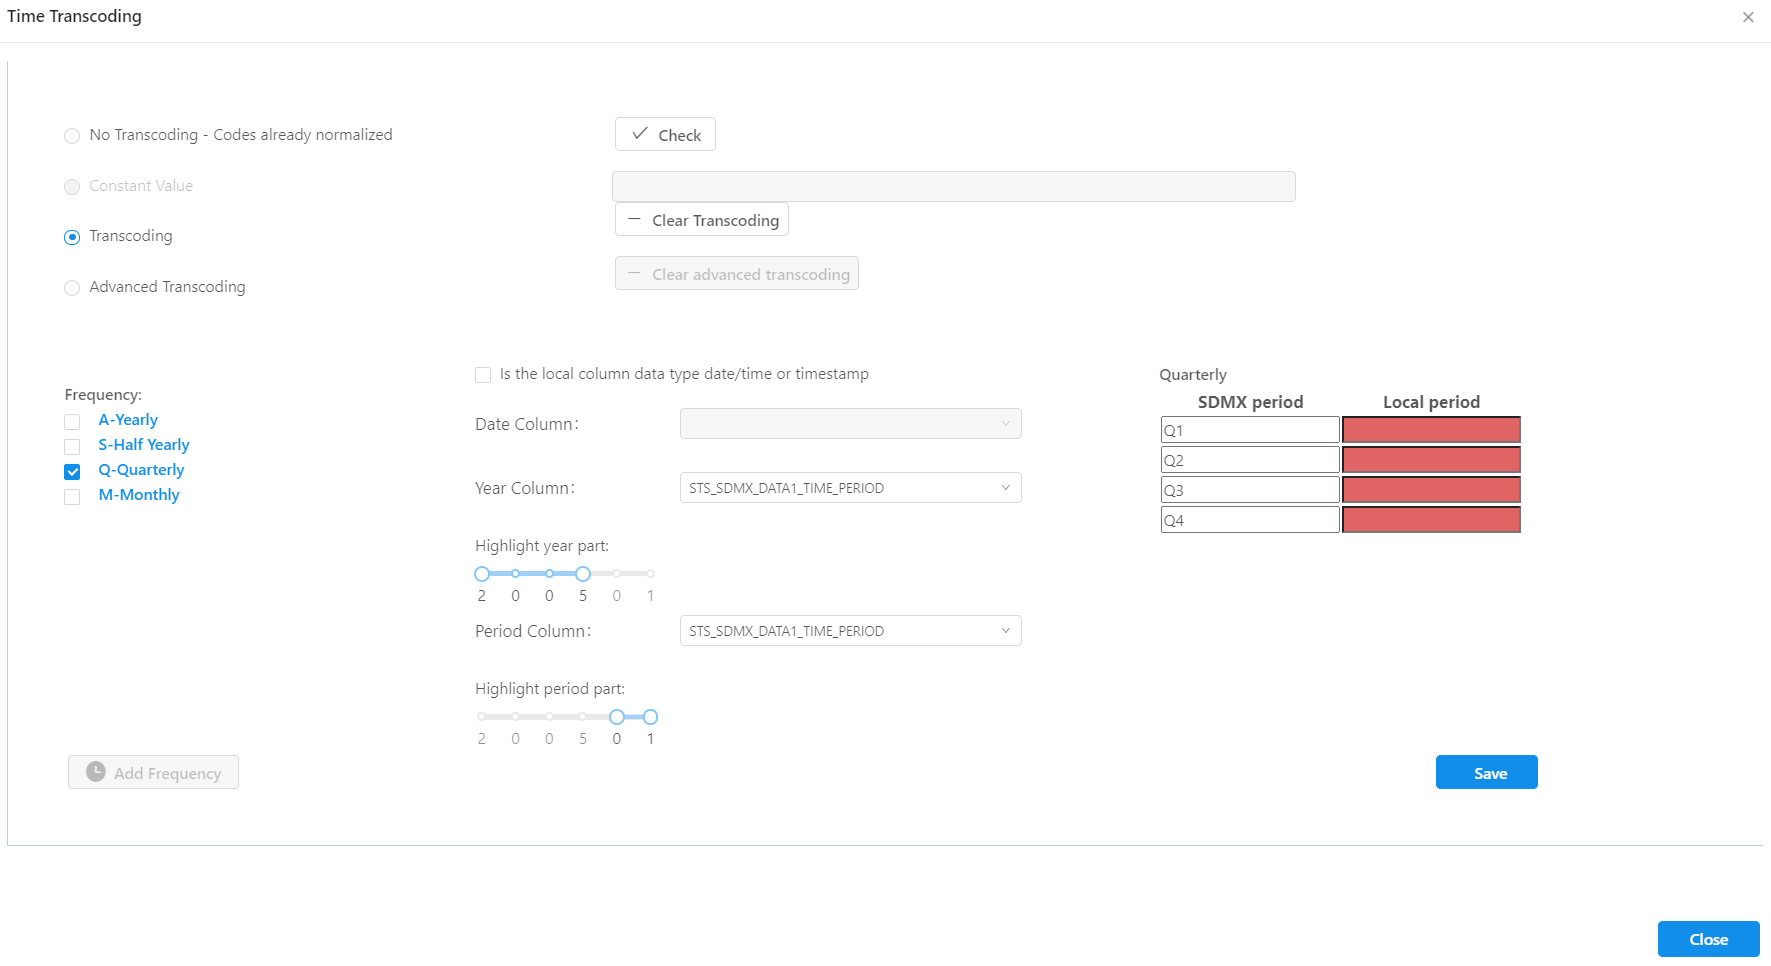 Time Transcoding
No Transcoding - Codes already normalized
Check
Constant Value
Clear Transcoding
Transcoding
Clear advanced transcoding
Advanced Transcoding
Frequency:
A-Yearly
S-Half Yearly
Q-Quarterly
M-Monthly
Is the local column data type date/time or timestamp
Date Column:
Year Column: STS_SDMX_DATA1_TIME_PERIOD
Highlight year part:
2 0 0 5 0 1
Period Column: STS_SDMX_DATA1_TIME_PERIOD
Highlight period part:
2 0 0 5 0 1
Quarterly
SDMX period Local period
Q1
Q2
Q3
Q4
Add Frequency
Save
Close